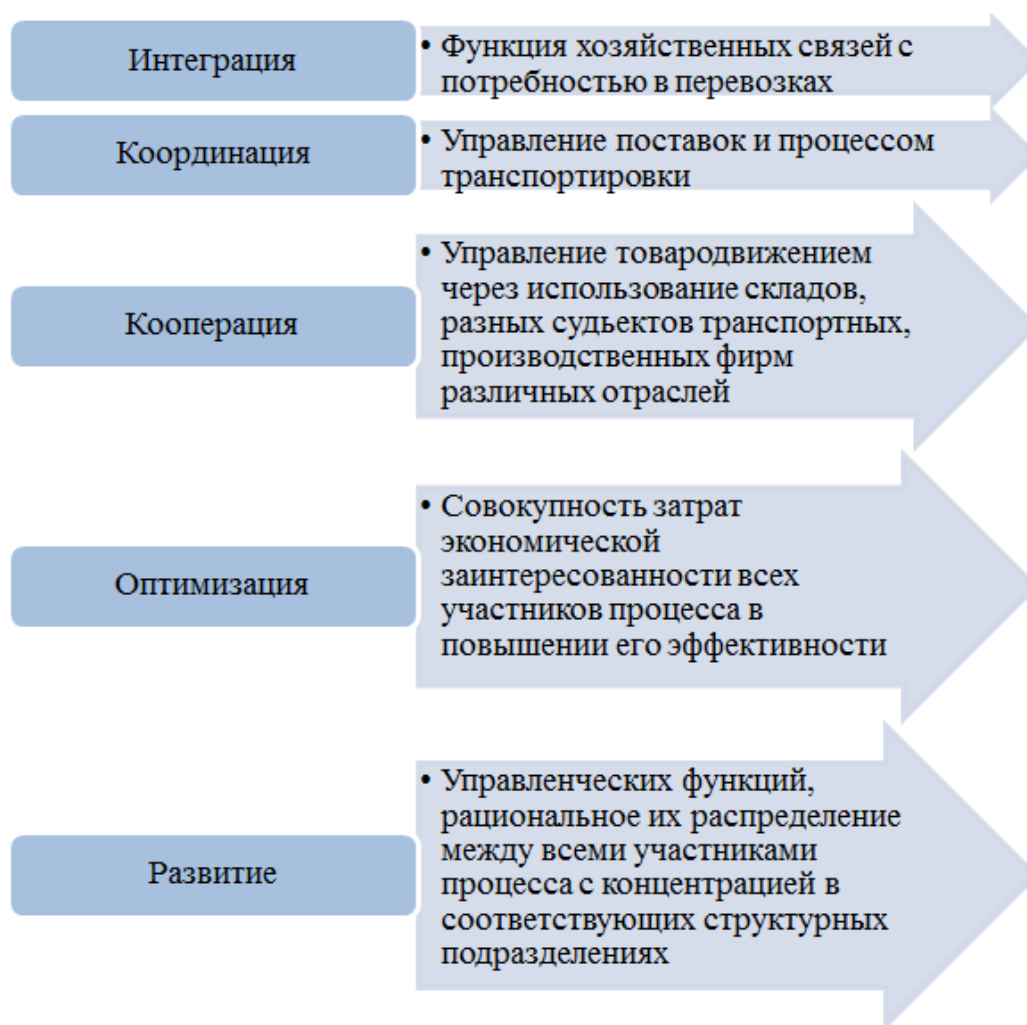 Интеграция
• Функция хозяйственных связей с
потребностью в перевозках
Координация
• Управление поставок и процессом
транспортировки
Кооперация
• Управление товародвижением
через использование складов,
разных судьектов транспортных,
производственных фирм
различных отраслей
Оптимизация
• Совокупность затрат
экономической
заинтересованности всех
участников процесса в
повышении его эффективности
Развитие
• Управленческих функций,
рациональное их распределение
между всеми участниками
процесса с концентрацией в
соответствующих структурных
подразделениях